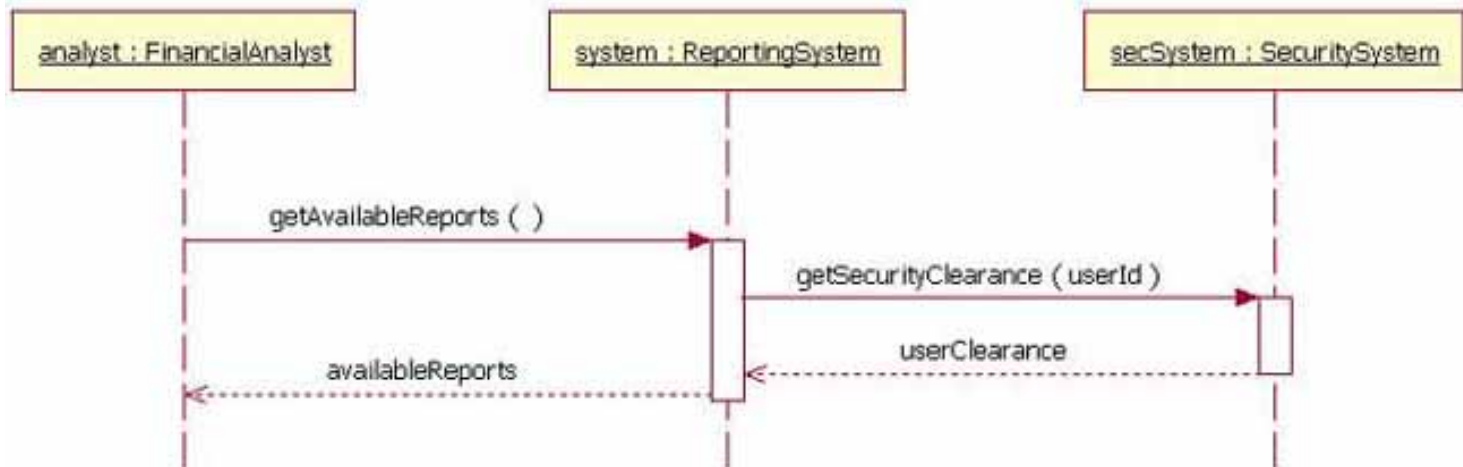 analyst : FinancialAnalyst
system : ReportingSystem
secSystem : SecuritySystem
getAvailableReports ( )
getSecurityClearance ( userId )
userClearance
availableReports